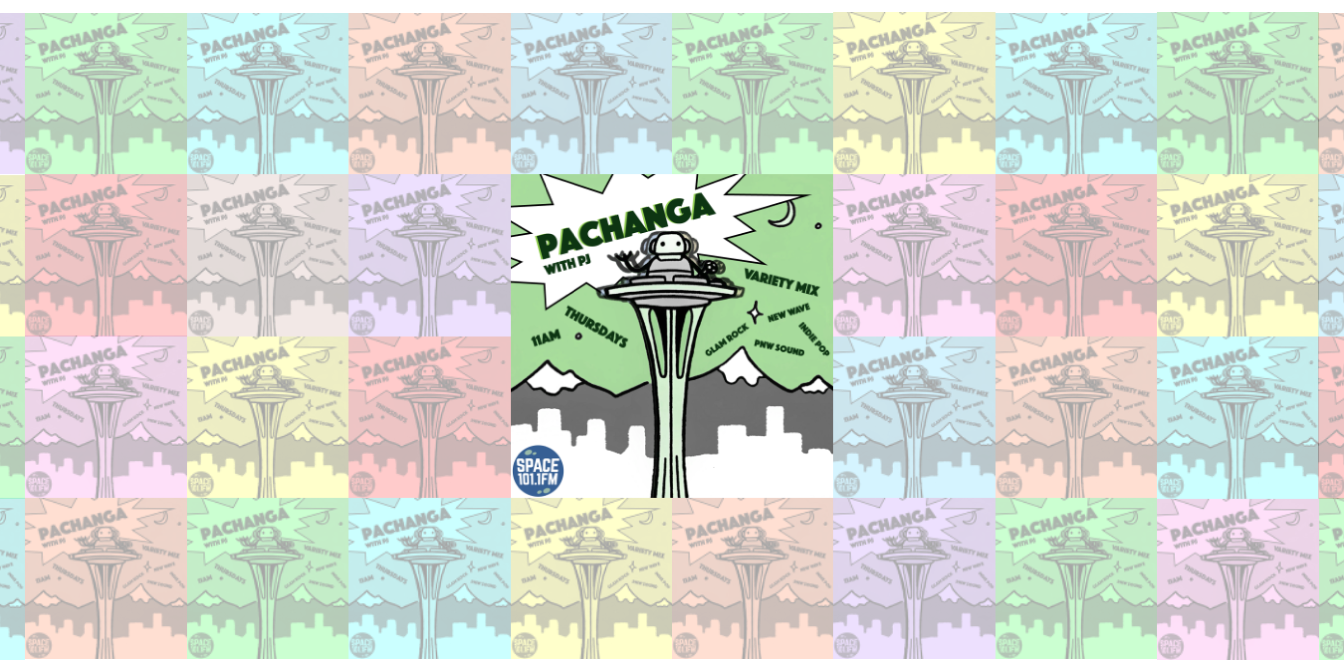 PACHANGA
WITH PJ
VARIETY MIX
11AM
THURSDAYS
GLAM ROCK
NEW WAVE
INDIE POP
PNW SOUND
SPACE
101.1FM